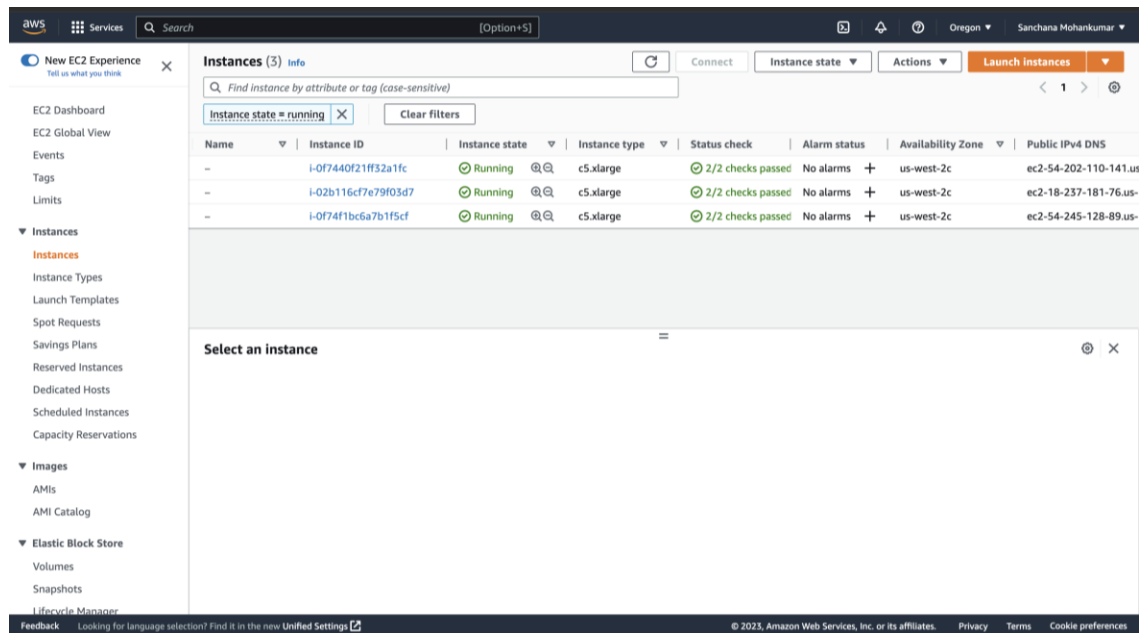 aws Services Search [Option+S] Oregon Sanchana Mohankumar
New EC2 Experience
Tell us what you think
EC2 Dashboard
EC2 Global View
Events
Tags
Limits
Instances
Instances
Instance Types
Launch Templates
Spot Requests
Savings Plans
Reserved Instances
Dedicated Hosts
Scheduled Instances
Capacity Reservations
Images
AMIs
AMI Catalog
Elastic Block Store
Volumes
Snapshots
Lifecycle Manager
Instances (3) Info Connect Instance state Actions Launch instances
Find instance by attribute or tag (case-sensitive) 1
Instance state = running Clear filters
Name Instance ID Instance state Instance type Status check Alarm status Availability Zone Public IPv4 DNS
– i-0f7440f21ff32a1fc Running c5.xlarge 2/2 checks passed No alarms + us-west-2c ec2-54-202-110-141.us
– i-02b116cf7e79f03d7 Running c5.xlarge 2/2 checks passed No alarms + us-west-2c ec2-18-237-181-76.us-
– i-0f74f1bc6a7b1f5cf Running c5.xlarge 2/2 checks passed No alarms + us-west-2c ec2-54-245-128-89.us-
Select an instance
Feedback Looking for language selection? Find it in the new Unified Settings © 2023, Amazon Web Services, Inc. or its affiliates. Privacy Terms Cookie preferences